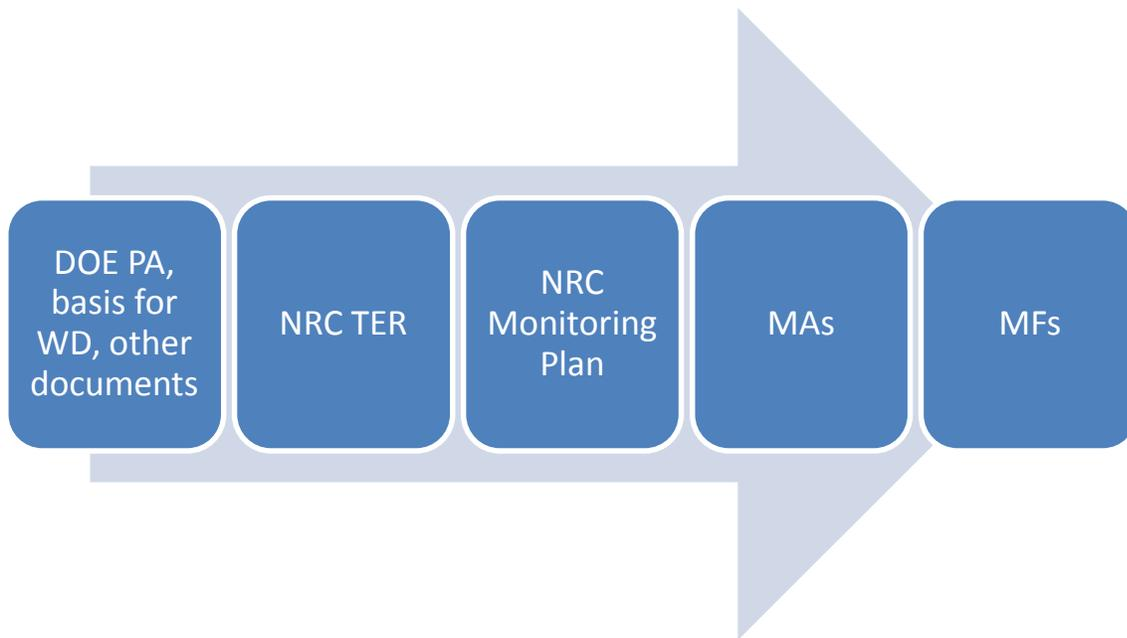 DOE PA,
basis for
WD, other
documents
NRC TER
NRC
Monitoring
Plan
MAs
MFs